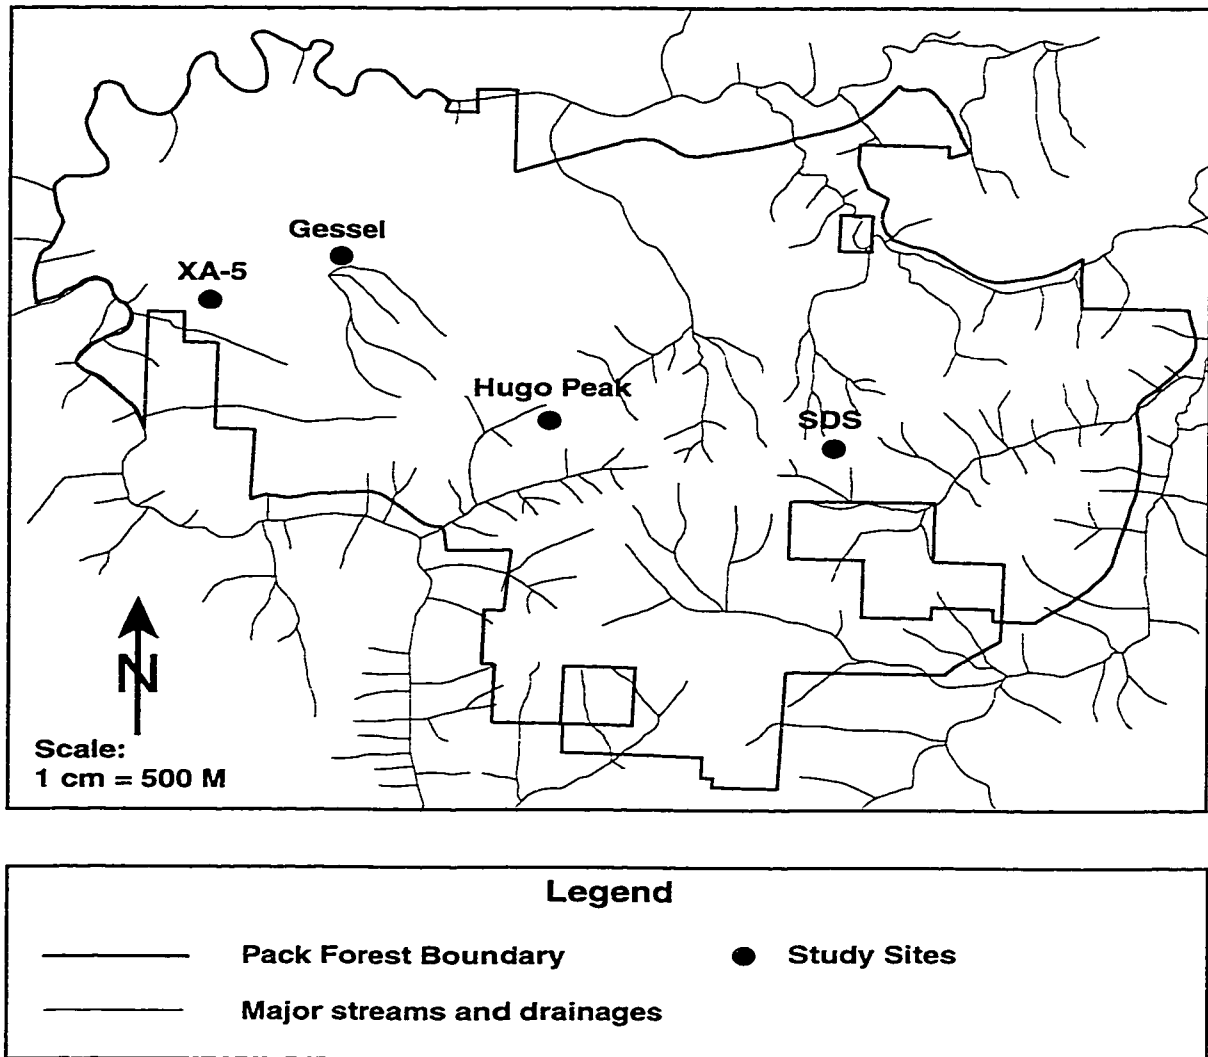 Gessel
XA-5
Hugo Peak
SDS
N
Scale:
1 cm = 500 M
Legend
Pack Forest Boundary
Study Sites
Major streams and drainages